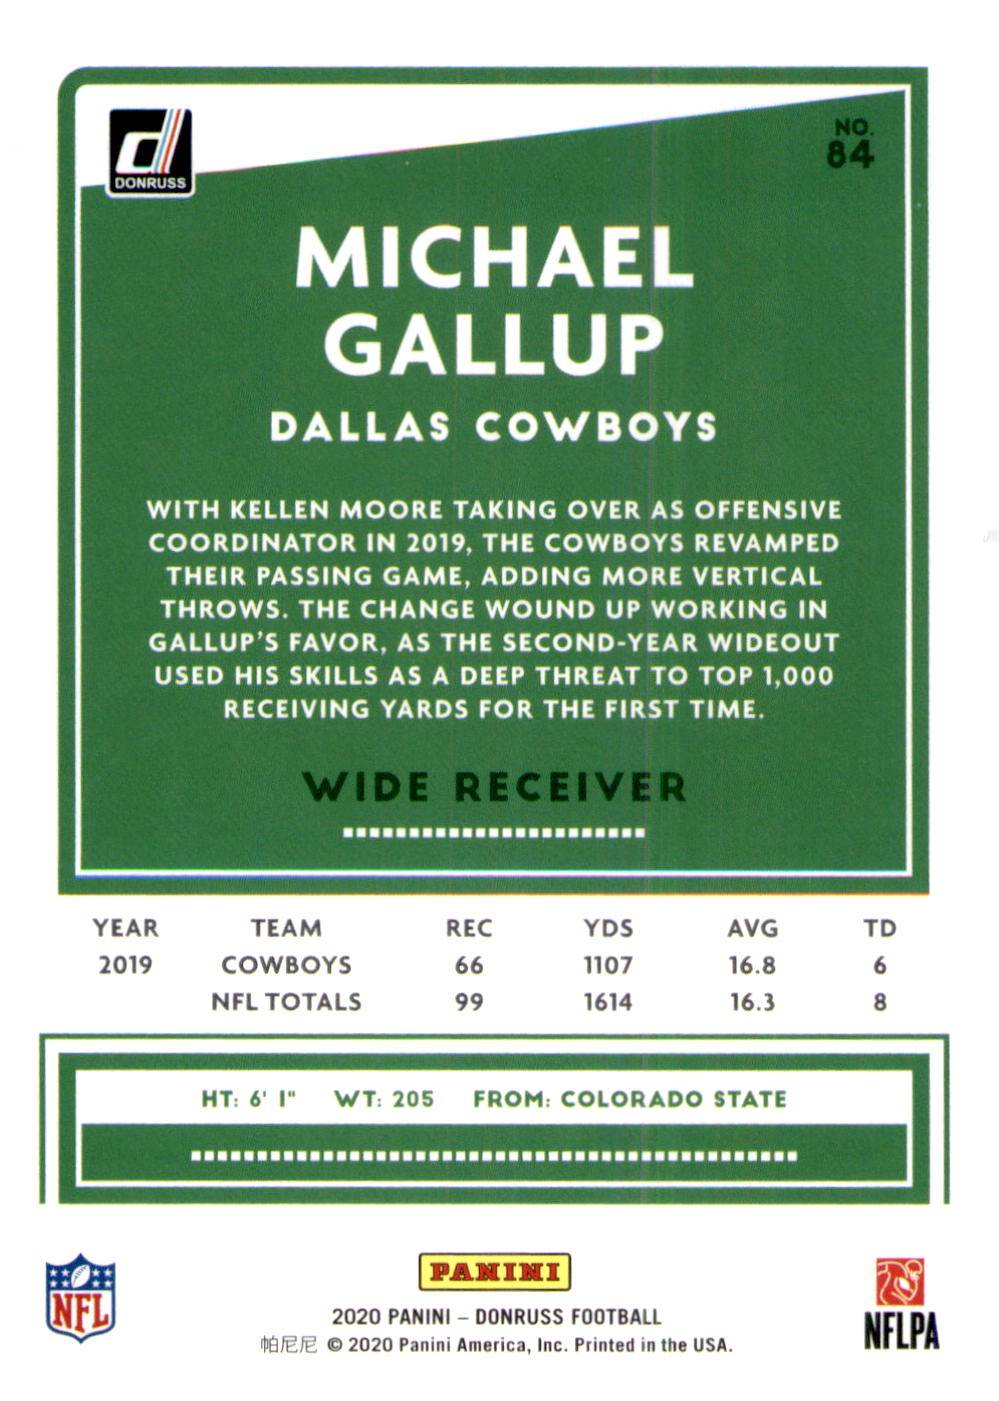 DONRUSS
NO.
84
MICHAEL
GALLUP
DALLAS COWBOYS
WITH KELLEN MOORE TAKING OVER AS OFFENSIVE
COORDINATOR IN 2019, THE COWBOYS REVAMPED
THEIR PASSING GAME, ADDING MORE VERTICAL
THROWS. THE CHANGE WOUND UP WORKING IN
GALLUP'S FAVOR, AS THE SECOND-YEAR WIDEOUT
USED HIS SKILLS AS A DEEP THREAT TO TOP 1,000
RECEIVING YARDS FOR THE FIRST TIME.
WIDE RECEIVER
YEAR TEAM REC YDS AVG TD
2019 COWBOYS 66 1107 16.8 6
NFL TOTALS 99 1614 16.3 8
HT: 6' 1" WT: 205 FROM: COLORADO STATE
NFL
PANINI
2020 PANINI – DONRUSS FOOTBALL
帕尼尼 © 2020 Panini America, Inc. Printed in the USA.
NFLPA